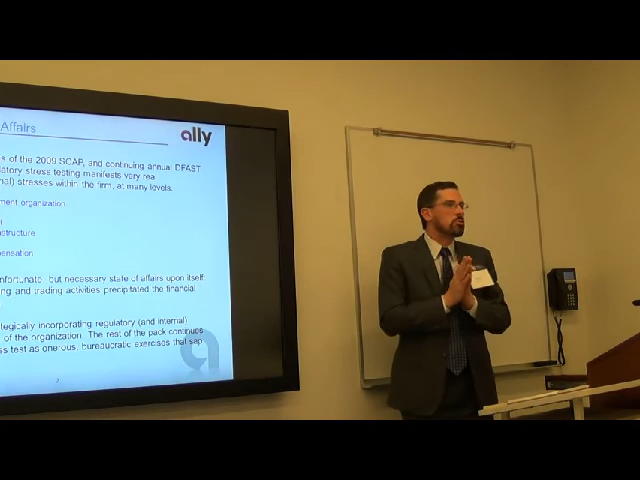 Affairs
ally
s of the 2009 SCAP, and continuing annual DFAST
latory stress testing manifests very rea
nal) stresses within the firm, at many levels.
ment organization
astructure
pensation
nfortunate, but necessary state of affairs upon itself:
ing and trading activities precipitated the financial
tegically incorporating regulatory (and internal)
of the organization. The rest of the pack continues
ss test as onerous, bureaucratic exercises that sap